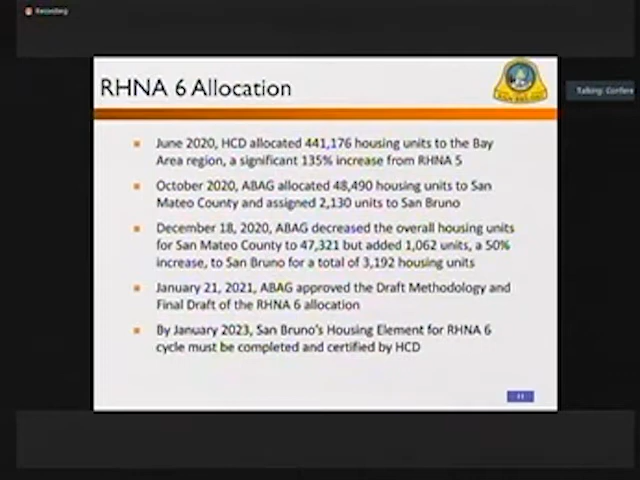 Recording
RHNA 6 Allocation
Talking: Confere
June 2020, HCD allocated 441,176 housing units to the Bay
Area region, a significant 135% increase from RHNA 5
October 2020, ABAG allocated 48,490 housing units to San
Mateo County and assigned 2,130 units to San Bruno
December 18, 2020, ABAG decreased the overall housing units
for San Mateo County to 47,321 but added 1,062 units, a 50%
increase, to San Bruno for a total of 3,192 housing units
January 21, 2021, ABAG approved the Draft Methodology and
Final Draft of the RHNA 6 allocation
By January 2023, San Bruno's Housing Element for RHNA 6
cycle must be completed and certified by HCD